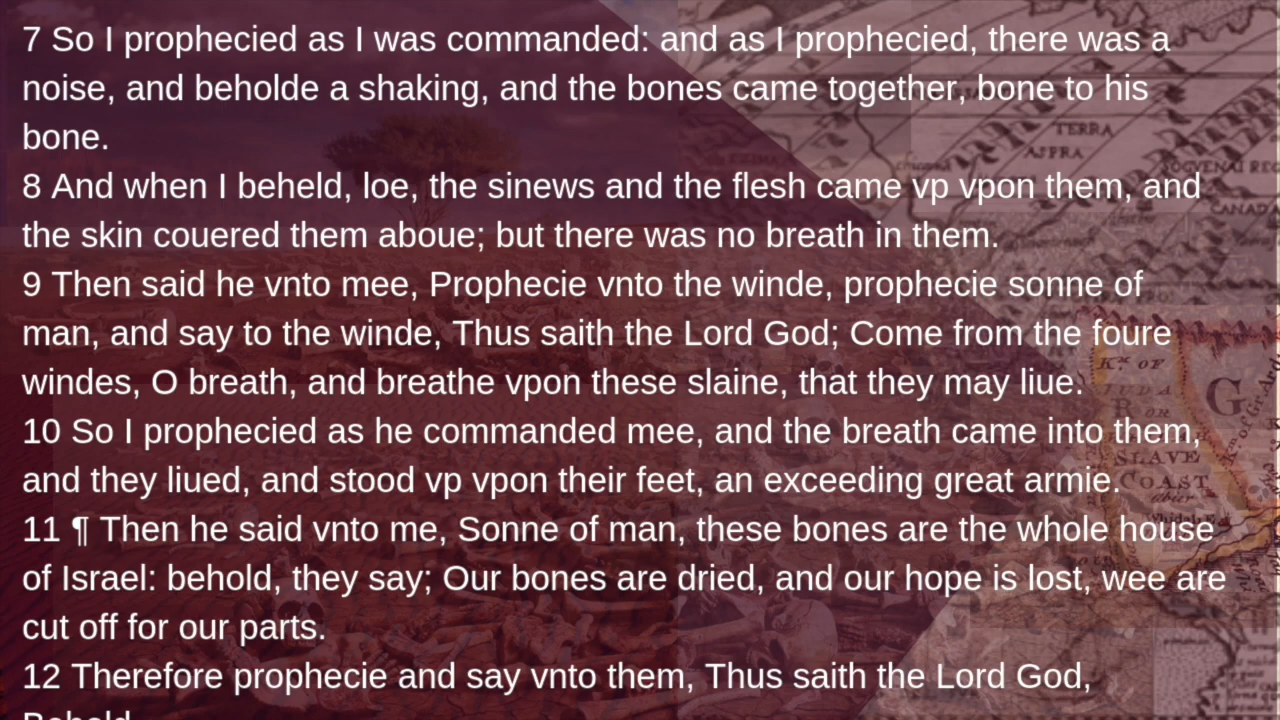 7 So I prophecied as I was commanded: and as I prophecied, there was a
noise, and beholde a shaking, and the bones came together, bone to his
bone.
8 And when I beheld, loe, the sinews and the flesh came vp vpon them, and
the skin couered them aboue; but there was no breath in them.
9 Then said he vnto mee, Prophecie vnto the winde, prophecie sonne of
man, and say to the winde, Thus saith the Lord God; Come from the foure
windes, O breath, and breathe vpon these slaine, that they may liue.
10 So I prophecied as he commanded mee, and the breath came into them,
and they liued, and stood vp vpon their feet, an exceeding great armie.
11 ¶ Then he said vnto me, Sonne of man, these bones are the whole house
of Israel: behold, they say; Our bones are dried, and our hope is lost, wee are
cut off for our parts.
12 Therefore prophecie and say vnto them, Thus saith the Lord God,
TERRA
K.m OF
SLAVE
COAST
G